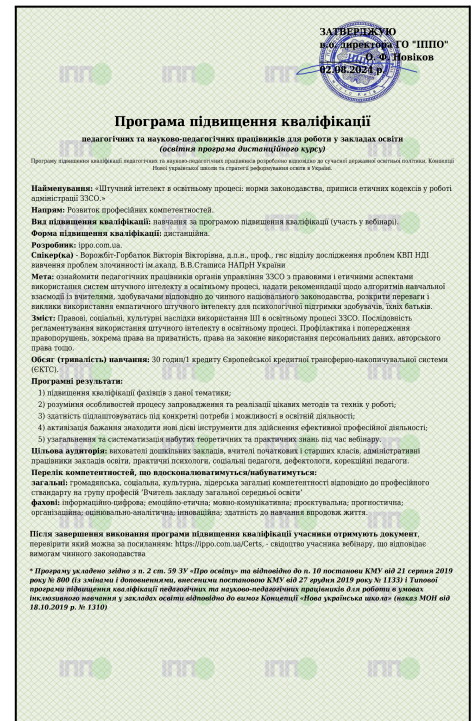 ЗАТВЕРДЖУЮ
в.о. директора ГО "ІППО"
О. Ф. Новіков
02.08.2024 р.
Програма підвищення кваліфікації
педагогічних та науково-педагогічних працівників для роботи у закладах освіти
(освітня програма дистанційного курсу)
Програму підвищення кваліфікації педагогічних та науково-педагогічних працівників розроблено відповідно до сучасної державної освітньої політики, Концепції
Нової української школи та стратегії реформування освіти в Україні.
Найменування: «Штучний інтелект в освітньому процесі: норми законодавства, приписи етичних кодексів у роботі
адміністрації ЗЗСО.»
Напрям: Розвиток професійних компетентностей.
Вид підвищення кваліфікації: навчання за програмою підвищення кваліфікації (участь у вебінарі).
Форма підвищення кваліфікації: дистанційна.
Розробник: ippo.com.ua.
Спікер(ка) - Ворожбіт-Горбатюк Вікторія Вікторівна, д.п.н., проф., гнс відділу дослідження проблем КВП НДІ
вивчення проблем злочинності ім.акалд. В.В.Сташиса НАПрН України
Мета: ознайомити педагогічних працівників органів управління ЗЗСО з правовими і етичними аспектами
використання систем штучного інтелекту в освітньому процесі, надати рекомендації щодо алгоритмів навчальної
взаємодії із вчителями, здобувачами відповідно до чинного національного законодавства, розкрити переваги і
виклики використання емпатичного штучного інтелекту для психологічної підтримки здобувачів, їхніх батьків.
Зміст: Правові, соціальні, культурні наслідки використання ШІ в освітньому процесі ЗЗСО. Послідовність
регламентування використання штучного інтелекту в освітньому процесі. Профілактика і попередження
правопорушень, зокрема права на приватність, права на законне використання персональних даних, авторського
права тощо.
Обсяг (тривалість) навчання: 30 годин/1 кредиту Європейської кредитної трансферно-накопичувальної системи
(ЄКТС).
Програмні результати:
1) підвищення кваліфікації фахівців з даної тематики;
2) розуміння особливостей процесу запровадження та реалізації цікавих методів та технік у роботі;
3) здатність підлаштовуватись під конкретні потреби і можливості в освітній діяльності;
4) активізація бажання знаходити нові дієві інструменти для здійснення ефективної професійної діяльності;
5) узагальнення та систематизація набутих теоретичних та практичних знань під час вебінару.
Цільова аудиторія: вихователі дошкільних закладів, вчителі початкових і старших класів, адміністративні
працівники закладів освіти, практичні психологи, соціальні педагоги, дефектологи, корекційні педагоги.
Перелік компетентностей, що вдосконалюватимуться/набуватимуться:
загальні: громадянська, соціальна, культурна, лідерська загальні компетентності відповідно до професійного
стандарту на групу професій 'Вчитель закладу загальної середньої освіти'
фахові: інформаційно-цифрова; емоційно-етична; мовно-комунікативна; проєктувальна; прогностична;
організаційна; оцінювально-аналітична; інноваційна; здатність до навчання впродовж життя.
Після завершення виконання програми підвищення кваліфікації учасники отримують документ,
перевірити який можна за посиланням: https://ippo.com.ua/Certs, - свідоцтво учасника вебінару, що відповідає
вимогам чинного законодавства
* Програму укладено згідно з п. 2 ст. 59 ЗУ «Про освіту» та відповідно до п. 10 постанови КМУ від 21 серпня 2019
року № 800 (із змінами і доповненнями, внесеними постановою КМУ від 27 грудня 2019 року № 1133) і Типової
програми підвищення кваліфікації педагогічних та науково-педагогічних працівників для роботи в умовах
інклюзивного навчання у закладах освіти відповідно до вимог Концепції «Нова українська школа» (наказ МОН від
18.10.2019 р. № 1310)